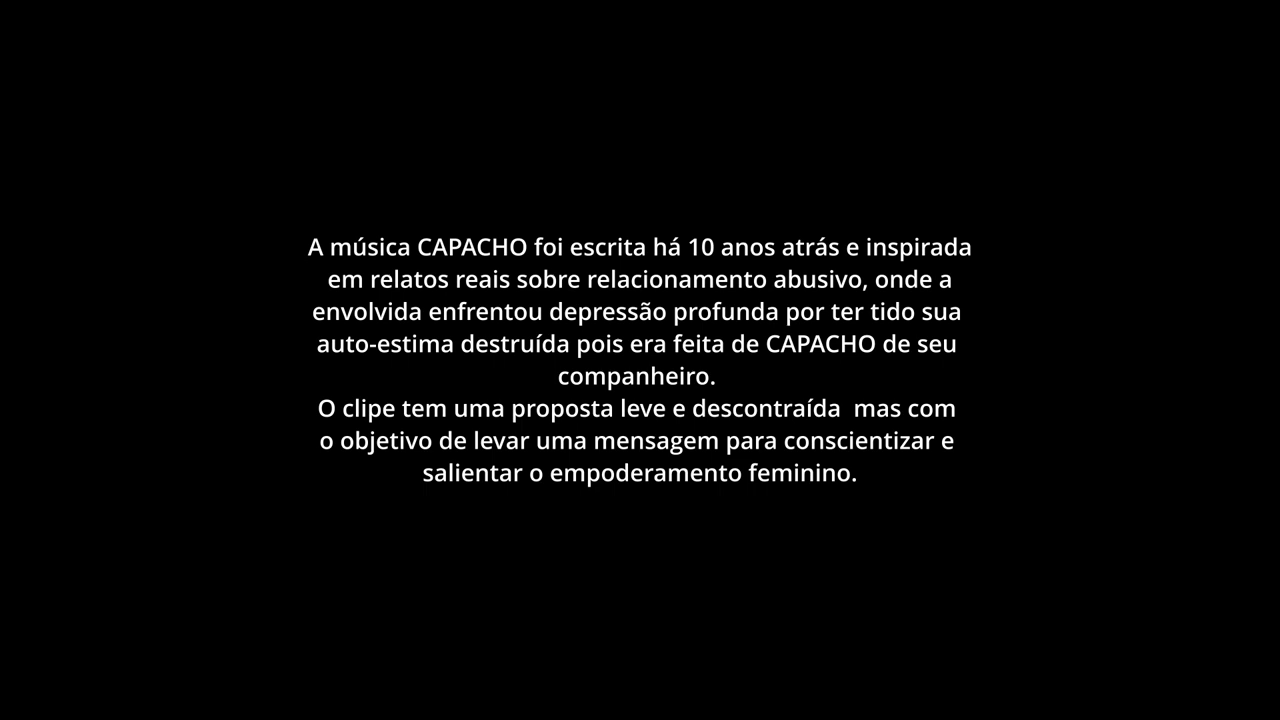 A música CAPACHO foi escrita há 10 anos atrás e inspirada
em relatos reais sobre relacionamento abusivo, onde a
envolvida enfrentou depressão profunda por ter tido sua
auto-estima destruída pois era feita de CAPACHO de seu
companheiro.
O clipe tem uma proposta leve e descontraída  mas com
o objetivo de levar uma mensagem para conscientizar e
salientar o empoderamento feminino.